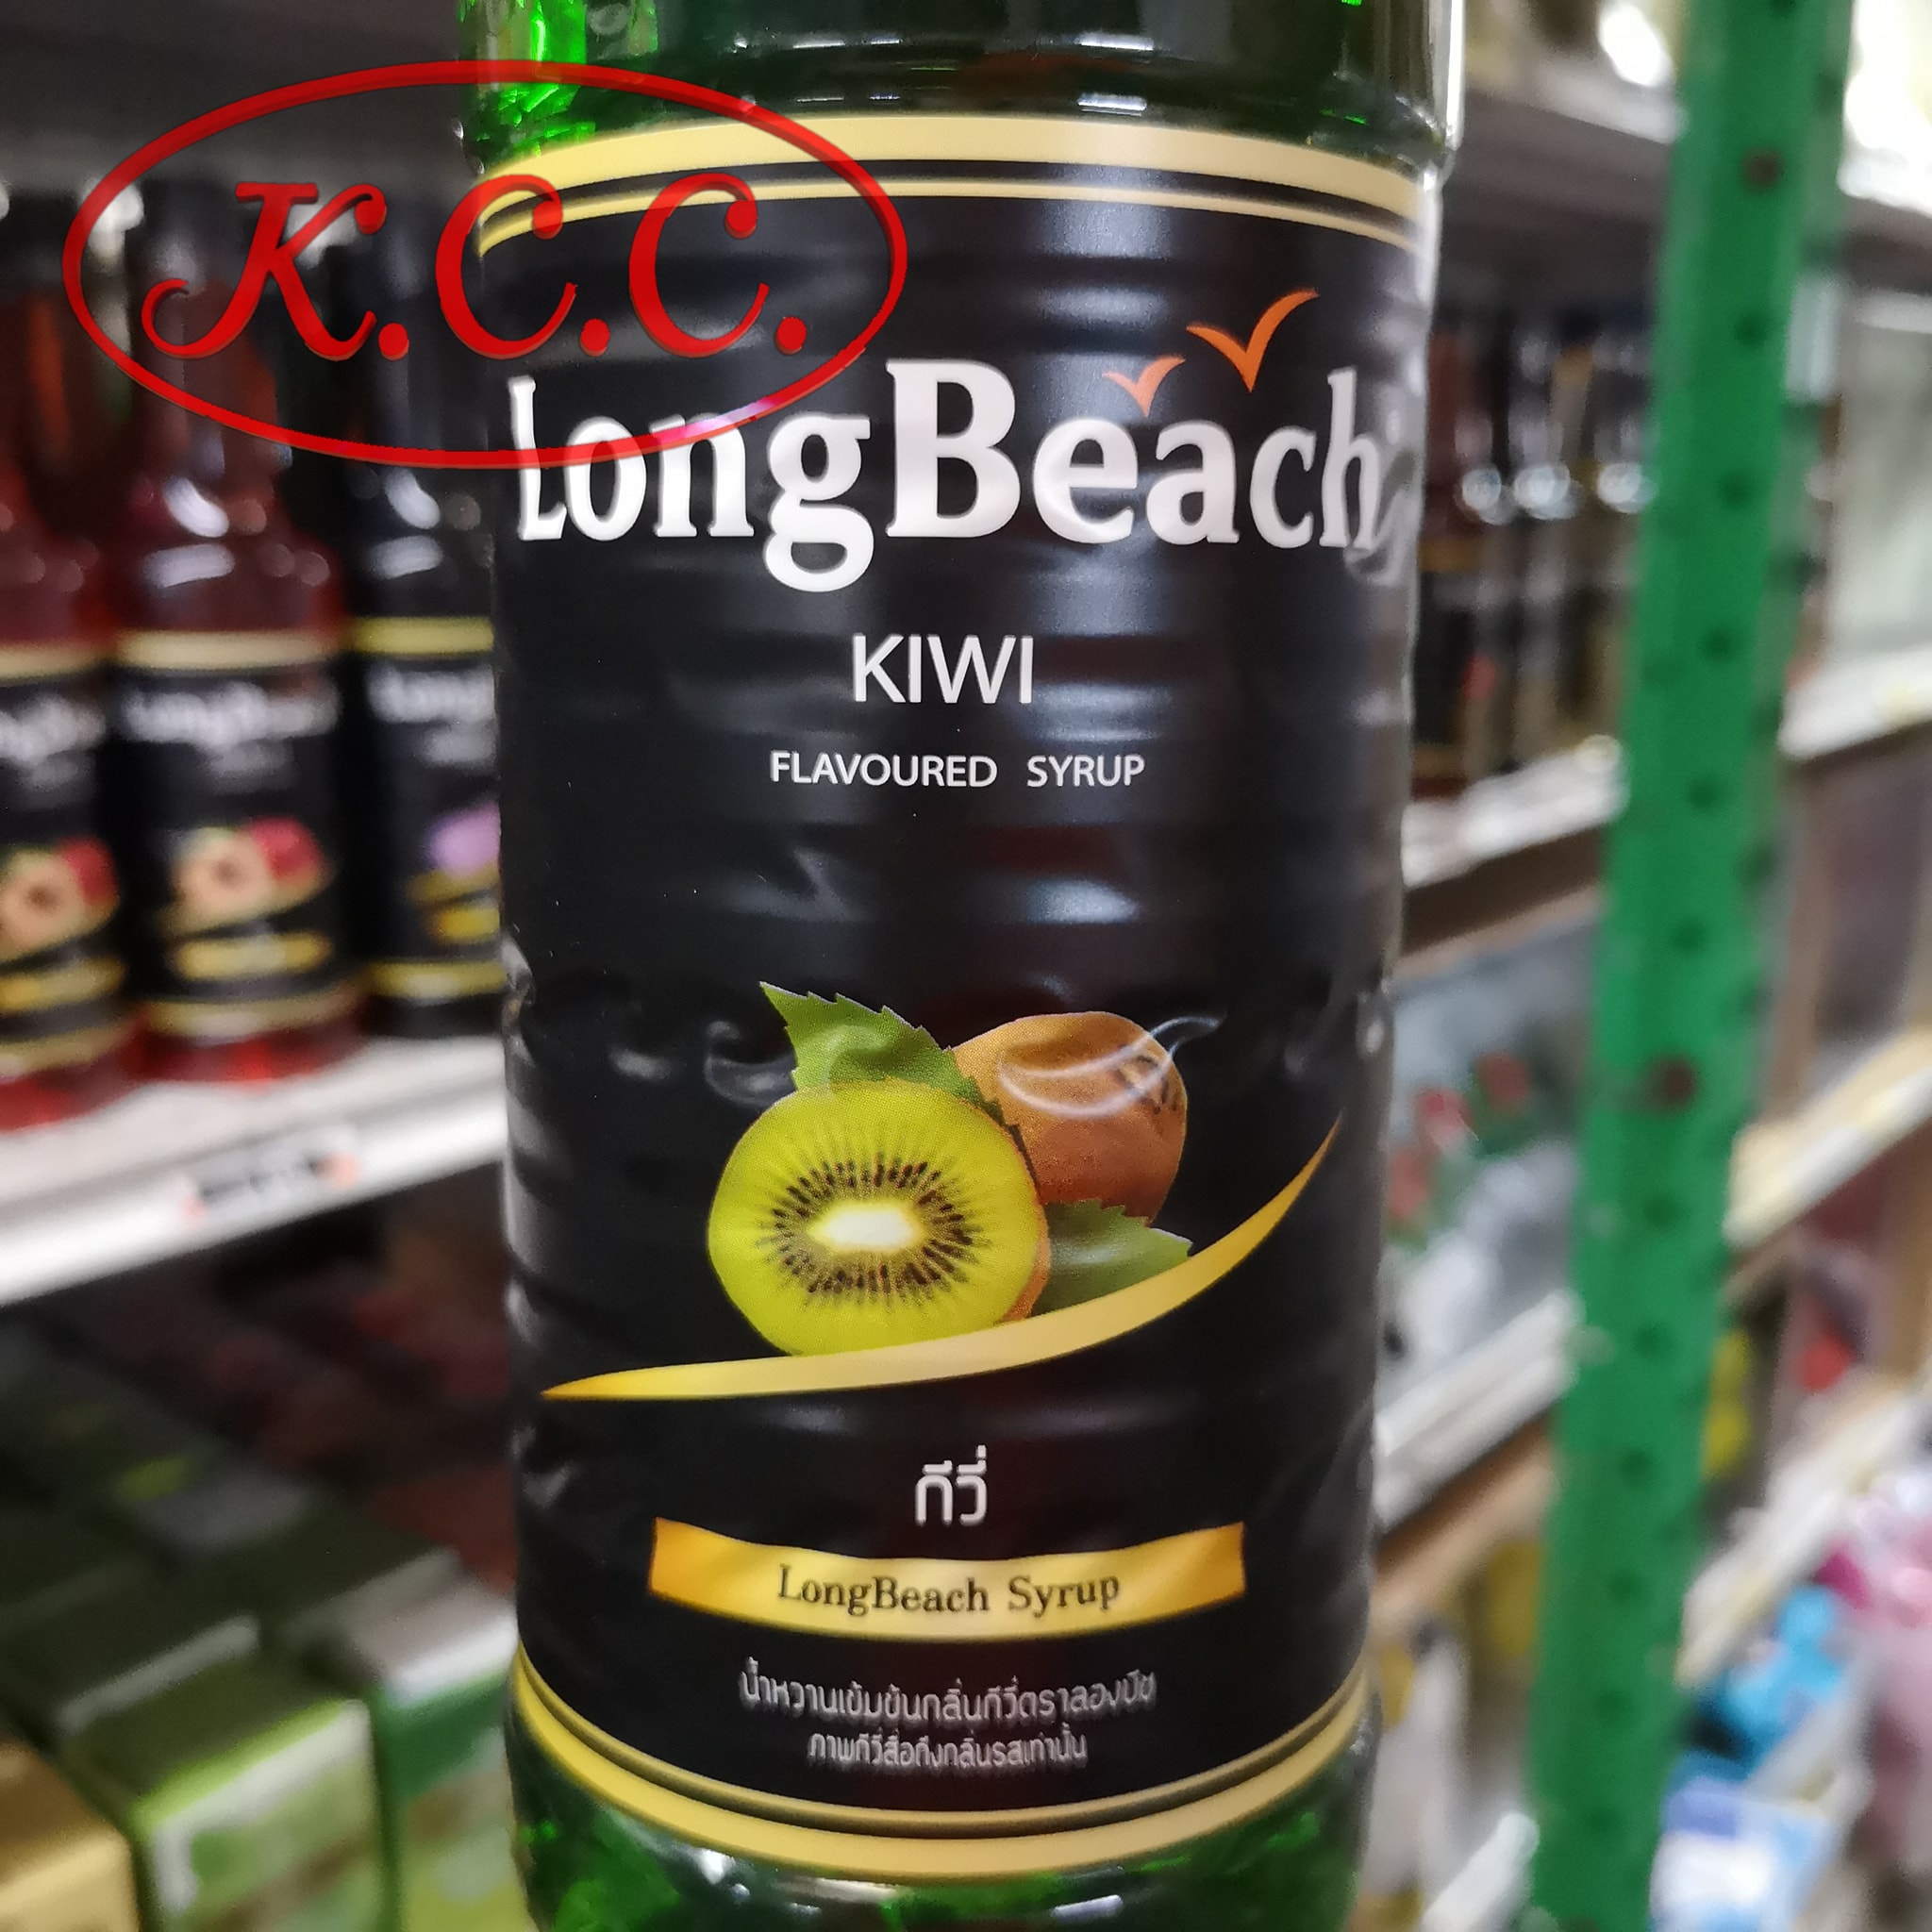 K.C.C.
LongBeach
KIWI
FLAVOURED SYRUP
กีวี่
LongBeach Syrup
น้ำหวานเข้มข้นกลิ่นกีวี่ตราลองบีช
ภาพกีวี่สื่อถึงกลิ่นรสเท่านั้น